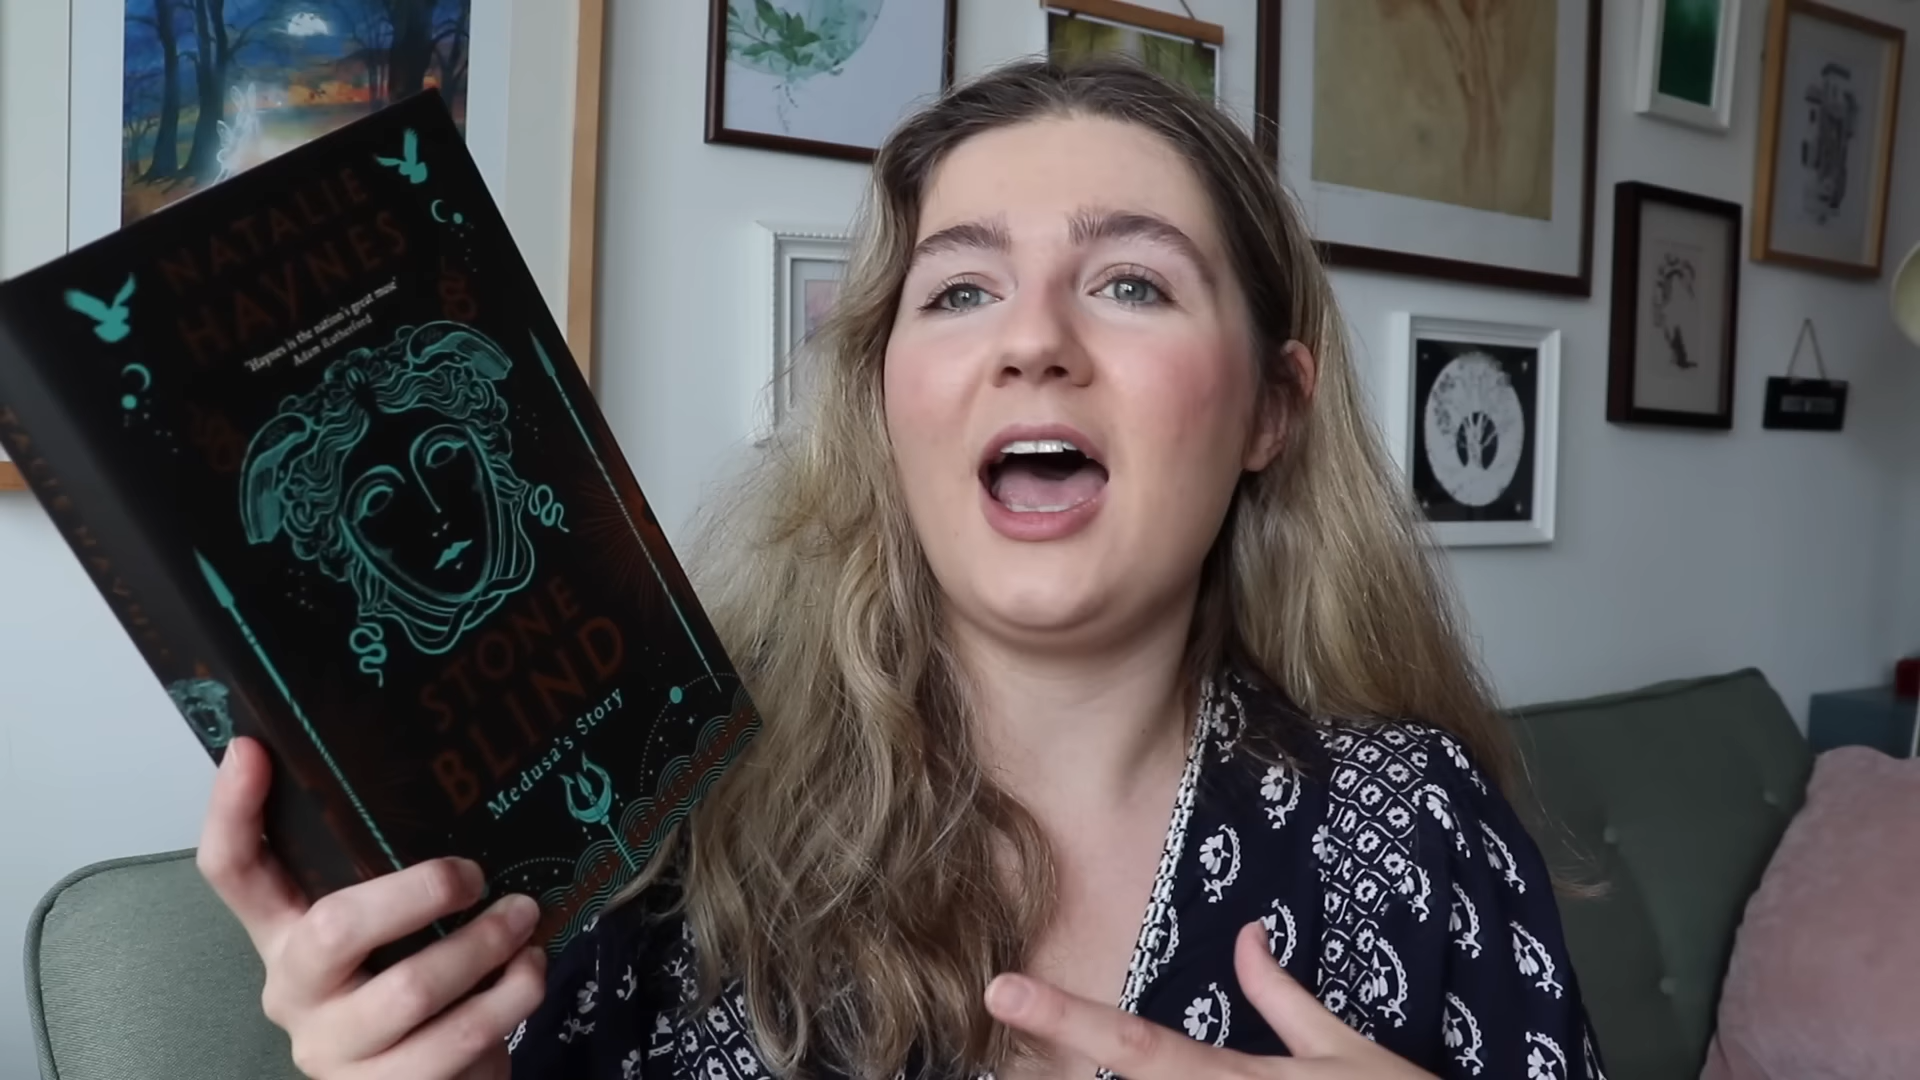 NATALIE
HAYNES
'Haynes is the nation's great muse'
Adam Rutherford
STONE
BLIND
Medusa's Story